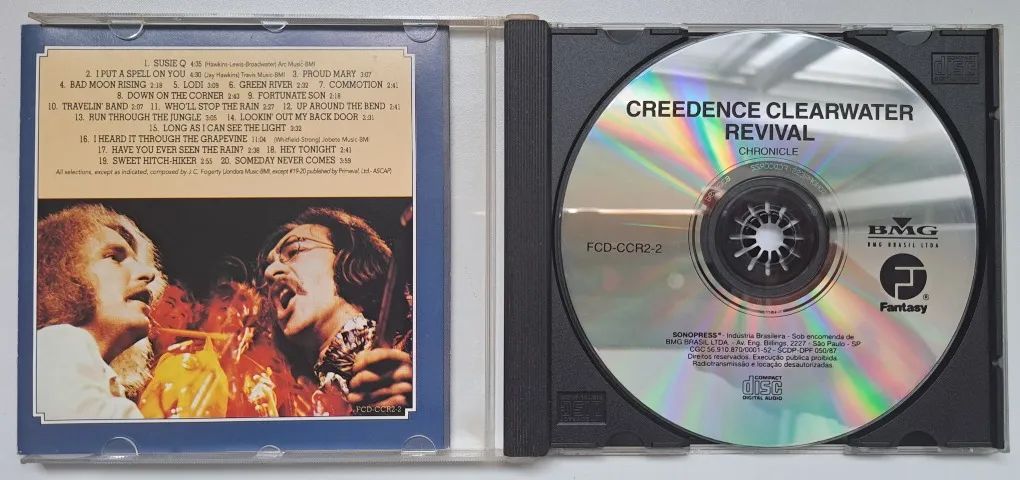 1. SUSIE Q 4:35 (Hawkins-Lewis-Broadwater) Arc Music-BMI
2. I PUT A SPELL ON YOU 4:30 (Jay Hawkins) Travis Music-BMI) 3. PROUD MARY 3:07
4. BAD MOON RISING 2:18 5. LODI 3:09 6. GREEN RIVER 2:32 7. COMMOTION 2:41
8. DOWN ON THE CORNER 2:43 9. FORTUNATE SON 2:18
10. TRAVELIN' BAND 2:07 11. WHO'LL STOP THE RAIN 2:27 12. UP AROUND THE BEND 2:41
13. RUN THROUGH THE JUNGLE 3:05 14. LOOKIN' OUT MY BACK DOOR 2:31
15. LONG AS I CAN SEE THE LIGHT 3:32
16. I HEARD IT THROUGH THE GRAPEVINE 11:04 (Whitfield-Strong) Jobete Music-BMI
17. HAVE YOU EVER SEEN THE RAIN? 2:38 18. HEY TONIGHT 2:41
19. SWEET HITCH-HIKER 2:55 20. SOMEDAY NEVER COMES 3:59
All selections, except as indicated, composed by J.C. Fogerty (Jondora Music-BMI, except #19-20 published by Primeval, Ltd.- ASCAP)
FCD-CCR2-2
CREEDENCE CLEARWATER
REVIVAL
CHRONICLE
FCD-CCR2-2
BMG
BMG BRASIL LTDA
Fantasy ®
SONOPRESS® - Indústria Brasileira - Sob encomenda de
BMG BRASIL LTDA. - Av. Eng. Billings, 2227 - São Paulo - SP
CGC 56.910.870/0001-52 - SCDP-DPF 050/87
Direitos reservados. Execução pública proibida
Radiotransmissão e locação desautorizadas.
COMPACT
disc
DIGITAL AUDIO